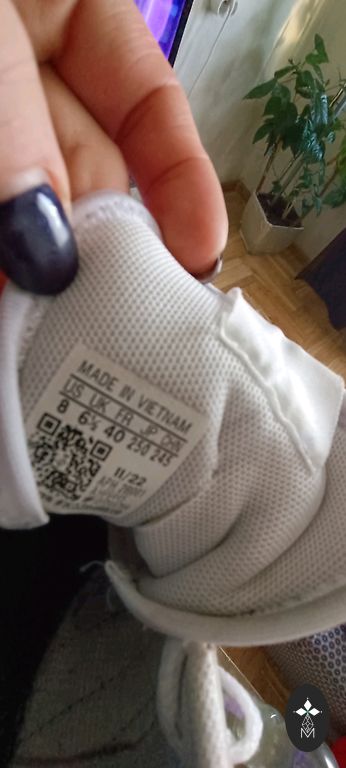 MADE IN VIETNAM
US UK FR JP CHN
8 6½ 40 250 245
11/22
M